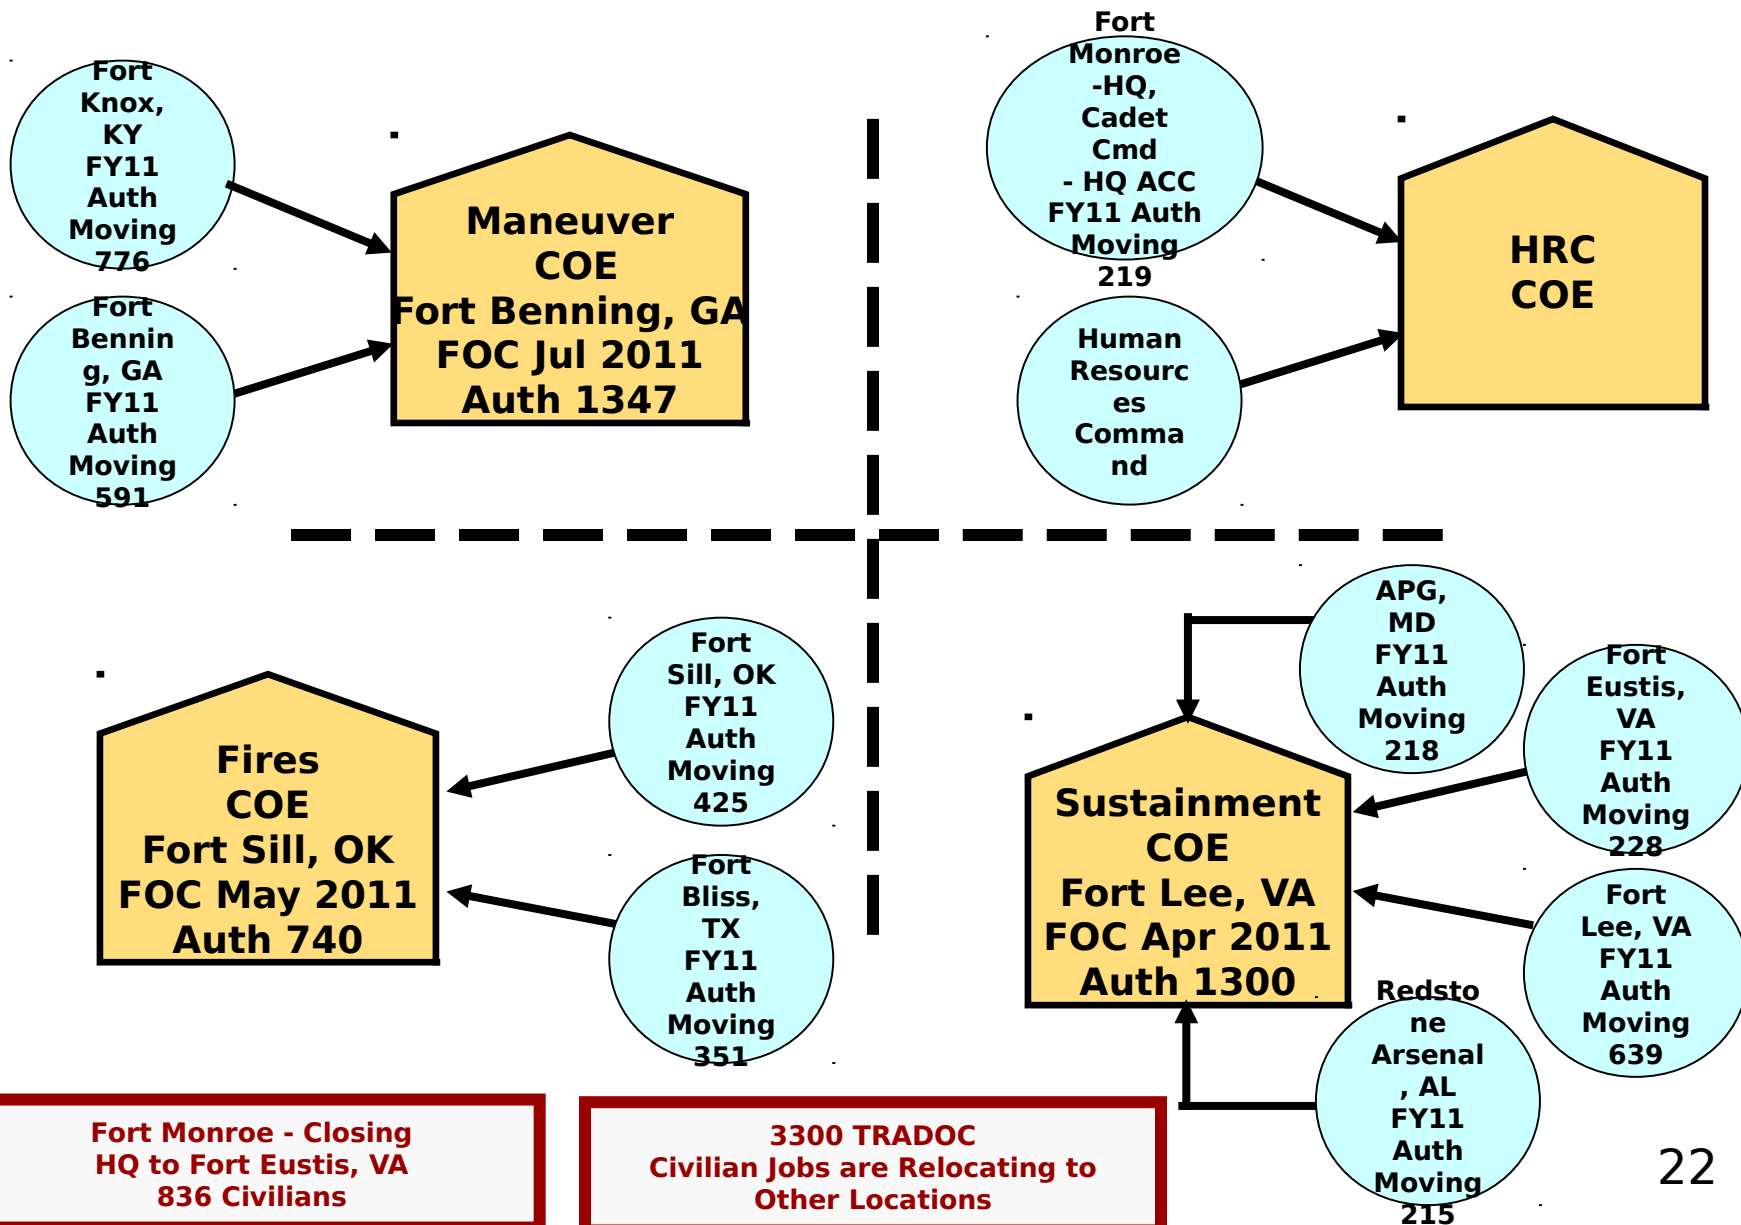 Fort
Knox,
KY
FY11
Auth
Moving
776
Fort
Bennin
g, GA
FY11
Auth
Moving
591
Maneuver
COE
Fort Benning, GA
FOC Jul 2011
Auth 1347
Fort
Monroe
-HQ,
Cadet
Cmd
- HQ ACC
FY11 Auth
Moving
219
Human
Resourc
es
Comma
nd
HRC
COE
Fires
COE
Fort Sill, OK
FOC May 2011
Auth 740
Fort
Sill, OK
FY11
Auth
Moving
425
Fort
Bliss,
TX
FY11
Auth
Moving
351
Sustainment
COE
Fort Lee, VA
FOC Apr 2011
Auth 1300
APG,
MD
FY11
Auth
Moving
218
Fort
Eustis,
VA
FY11
Auth
Moving
228
Fort
Lee, VA
FY11
Auth
Moving
639
Redsto
ne
Arsenal
, AL
FY11
Auth
Moving
215
Fort Monroe - Closing
HQ to Fort Eustis, VA
836 Civilians
3300 TRADOC
Civilian Jobs are Relocating to
Other Locations
22